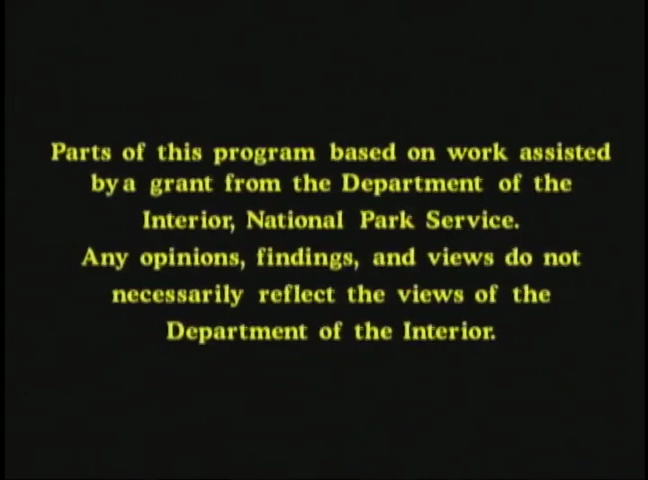 Parts of this program based on work assisted
by a grant from the Department of the
Interior, National Park Service.
Any opinions, findings, and views do not
necessarily reflect the views of the
Department of the Interior.